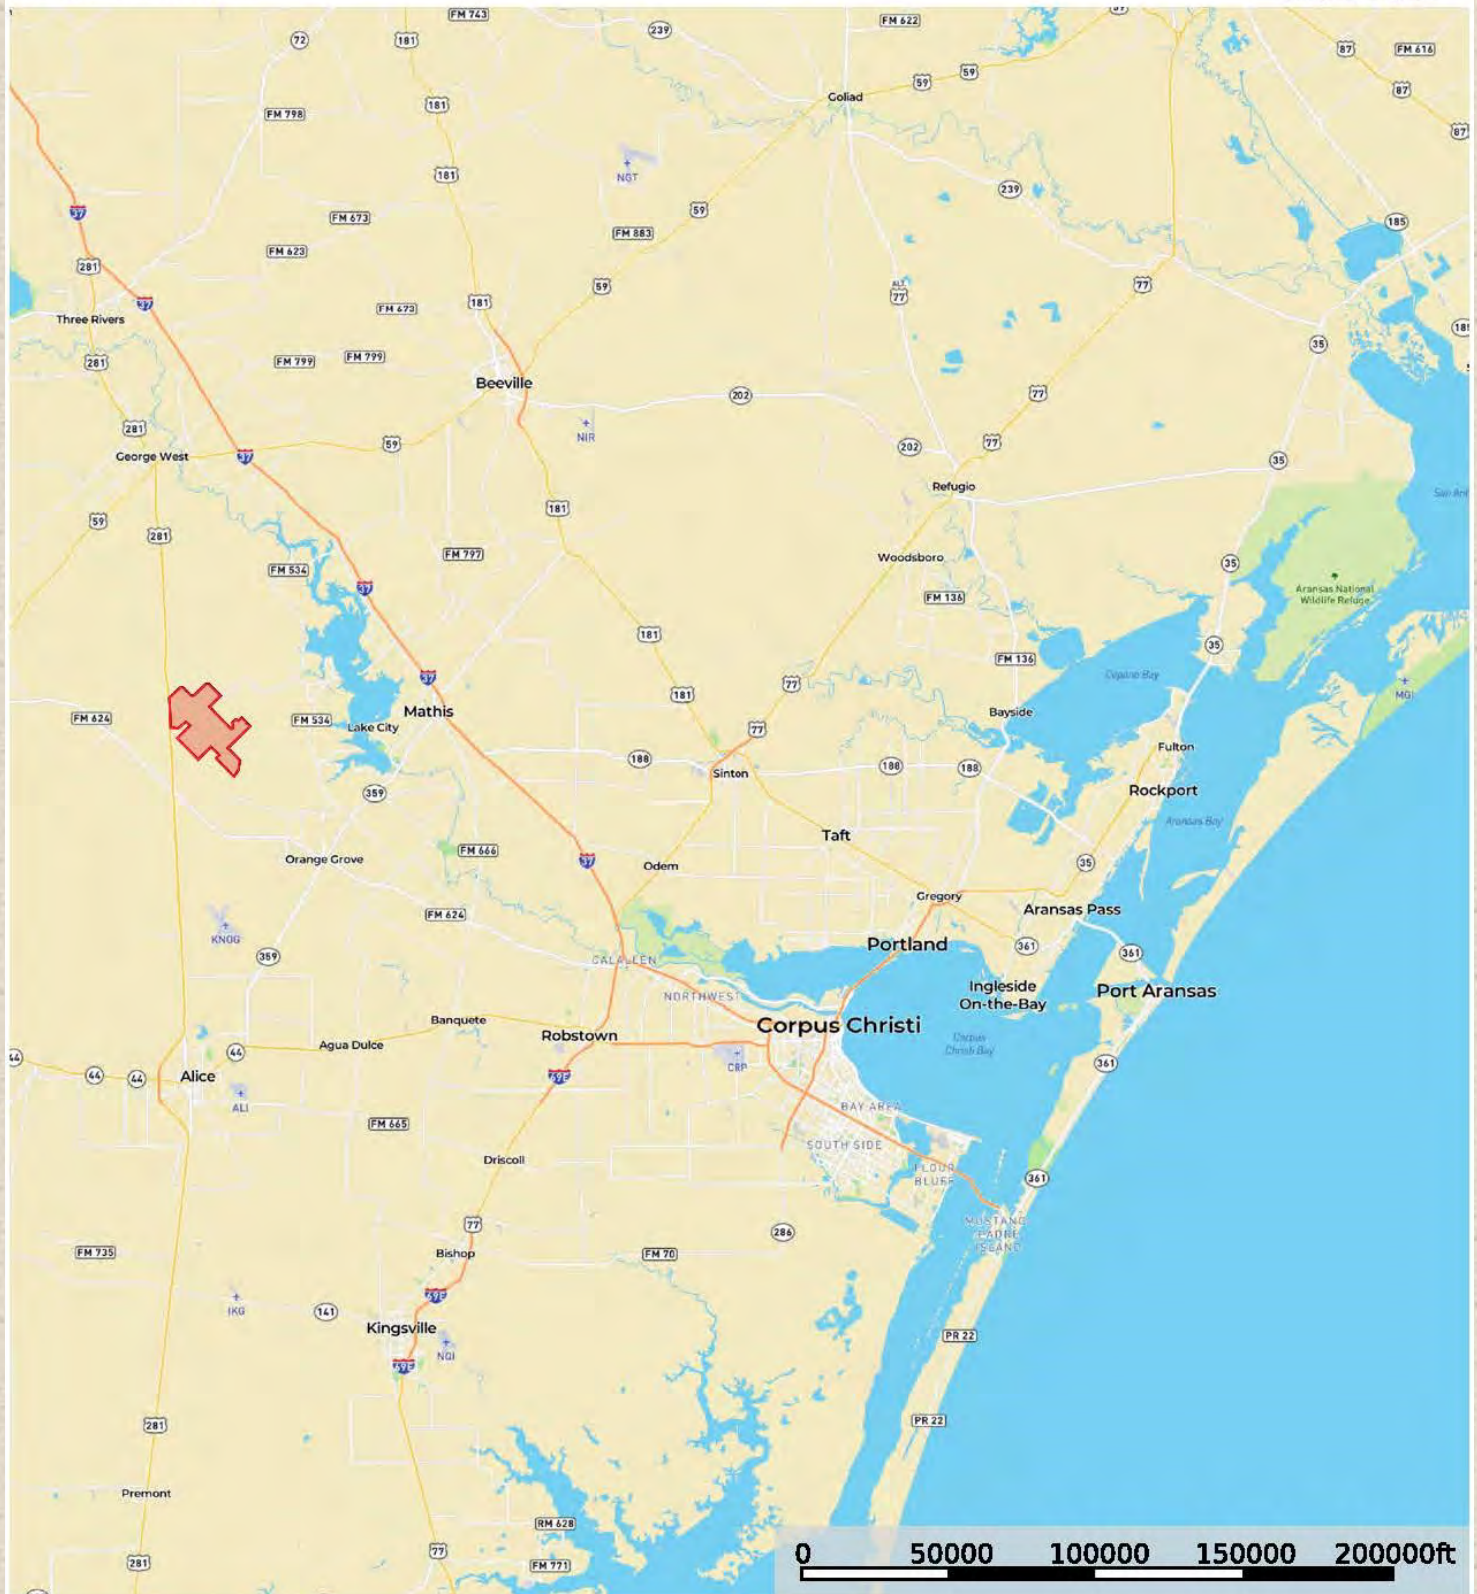 FM 743
FM 622
59
72
181
239
87
FM 616
59
59
87
181
Goliad
FM 798
87
181
NGT
239
FM 673
59
185
37
FM 883
FM 623
281
ALT
77
77
59
37
FM 673
181
Three Rivers
185
35
281
FM 799
FM 799
Beeville
202
77
281
NIR
59
202
77
George West
37
35
Refugio
San Ant
59
181
281
FM 797
Woodsboro
35
FM 534
37
Aransas National
Wildlife Refuge
FM 136
181
35
FM 136
Copano Bay
37
77
181
MGI
Mathis
Bayside
FM 624
FM 534
Lake City
77
Fulton
188
188
188
Sinton
Rockport
359
Aransas Bay
Taft
FM 666
Orange Grove
37
Odem
35
Gregory
FM 624
Aransas Pass
KNOG
Portland
361
361
359
CALALLEN
Ingleside
On-the-Bay
Port Aransas
NORTHWEST
Corpus Christi
Banquete
Robstown
Corpus
Christi Bay
Agua Dulce
44
44
CRP
361
44
44
Alice
69E
ALI
BAY AREA
FM 665
SOUTH SIDE
Driscoll
FLOUR
BLUFF
361
77
MUSTANG
PADRE
ISLAND
286
FM 735
Bishop
FM 70
IKG
69E
141
Kingsville
NQI
PR 22
69E
PR 22
281
Premont
RM 628
77
281
FM 771
0 50000 100000 150000 200000ft